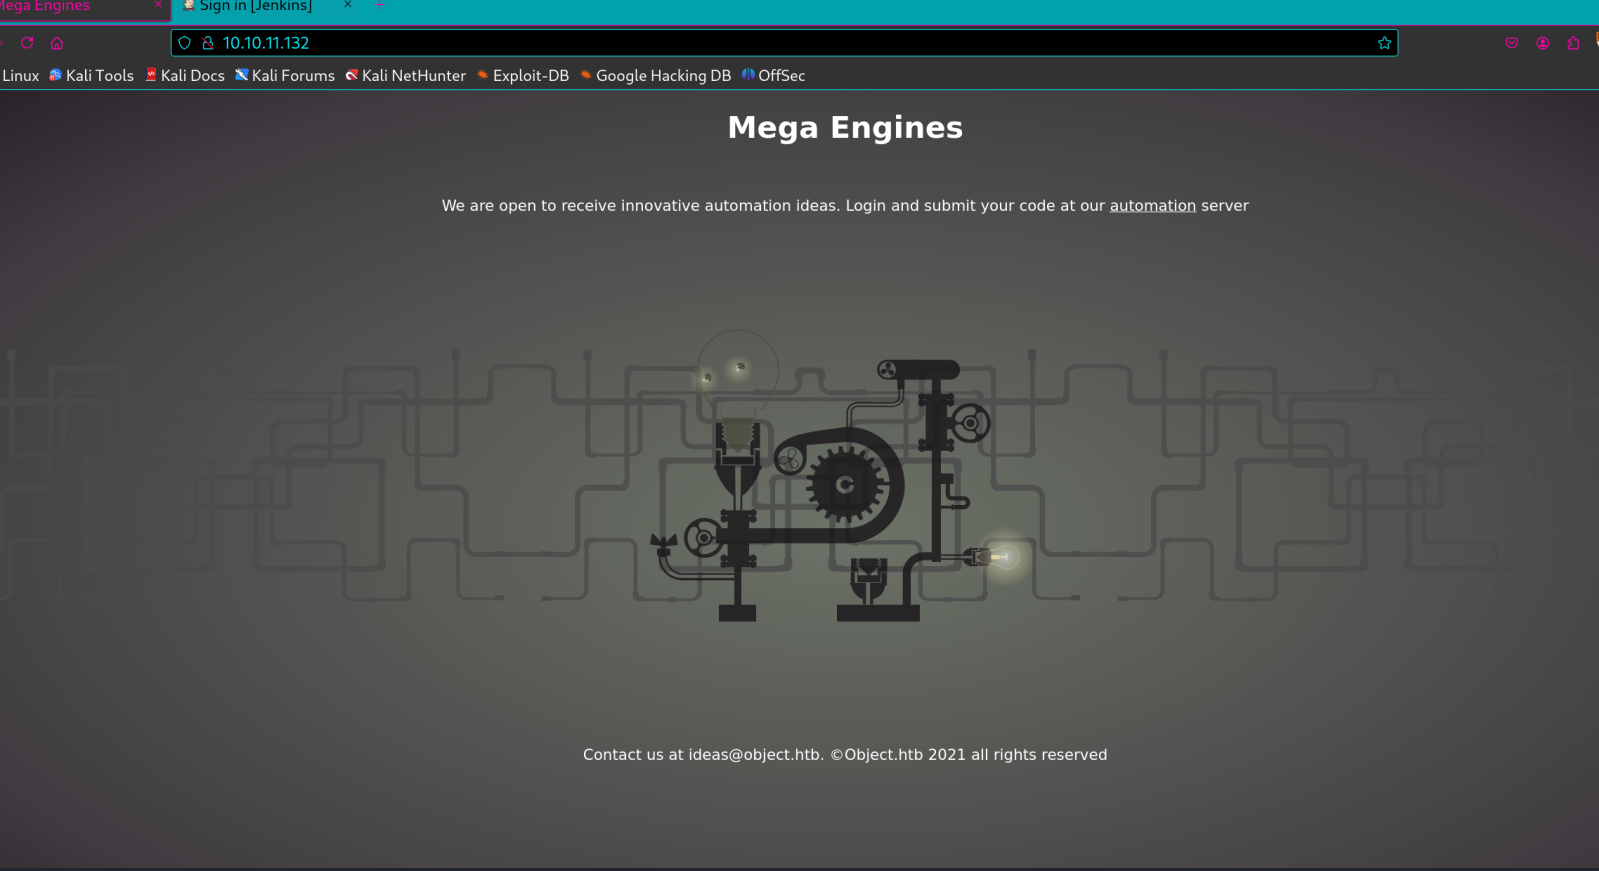 Mega Engines × Sign in [Jenkins] × +
10.10.11.132
Linux Kali Tools Kali Docs Kali Forums Kali NetHunter Exploit-DB Google Hacking DB OffSec
Mega Engines
We are open to receive innovative automation ideas. Login and submit your code at our automation server
Contact us at ideas@object.htb. ©Object.htb 2021 all rights reserved